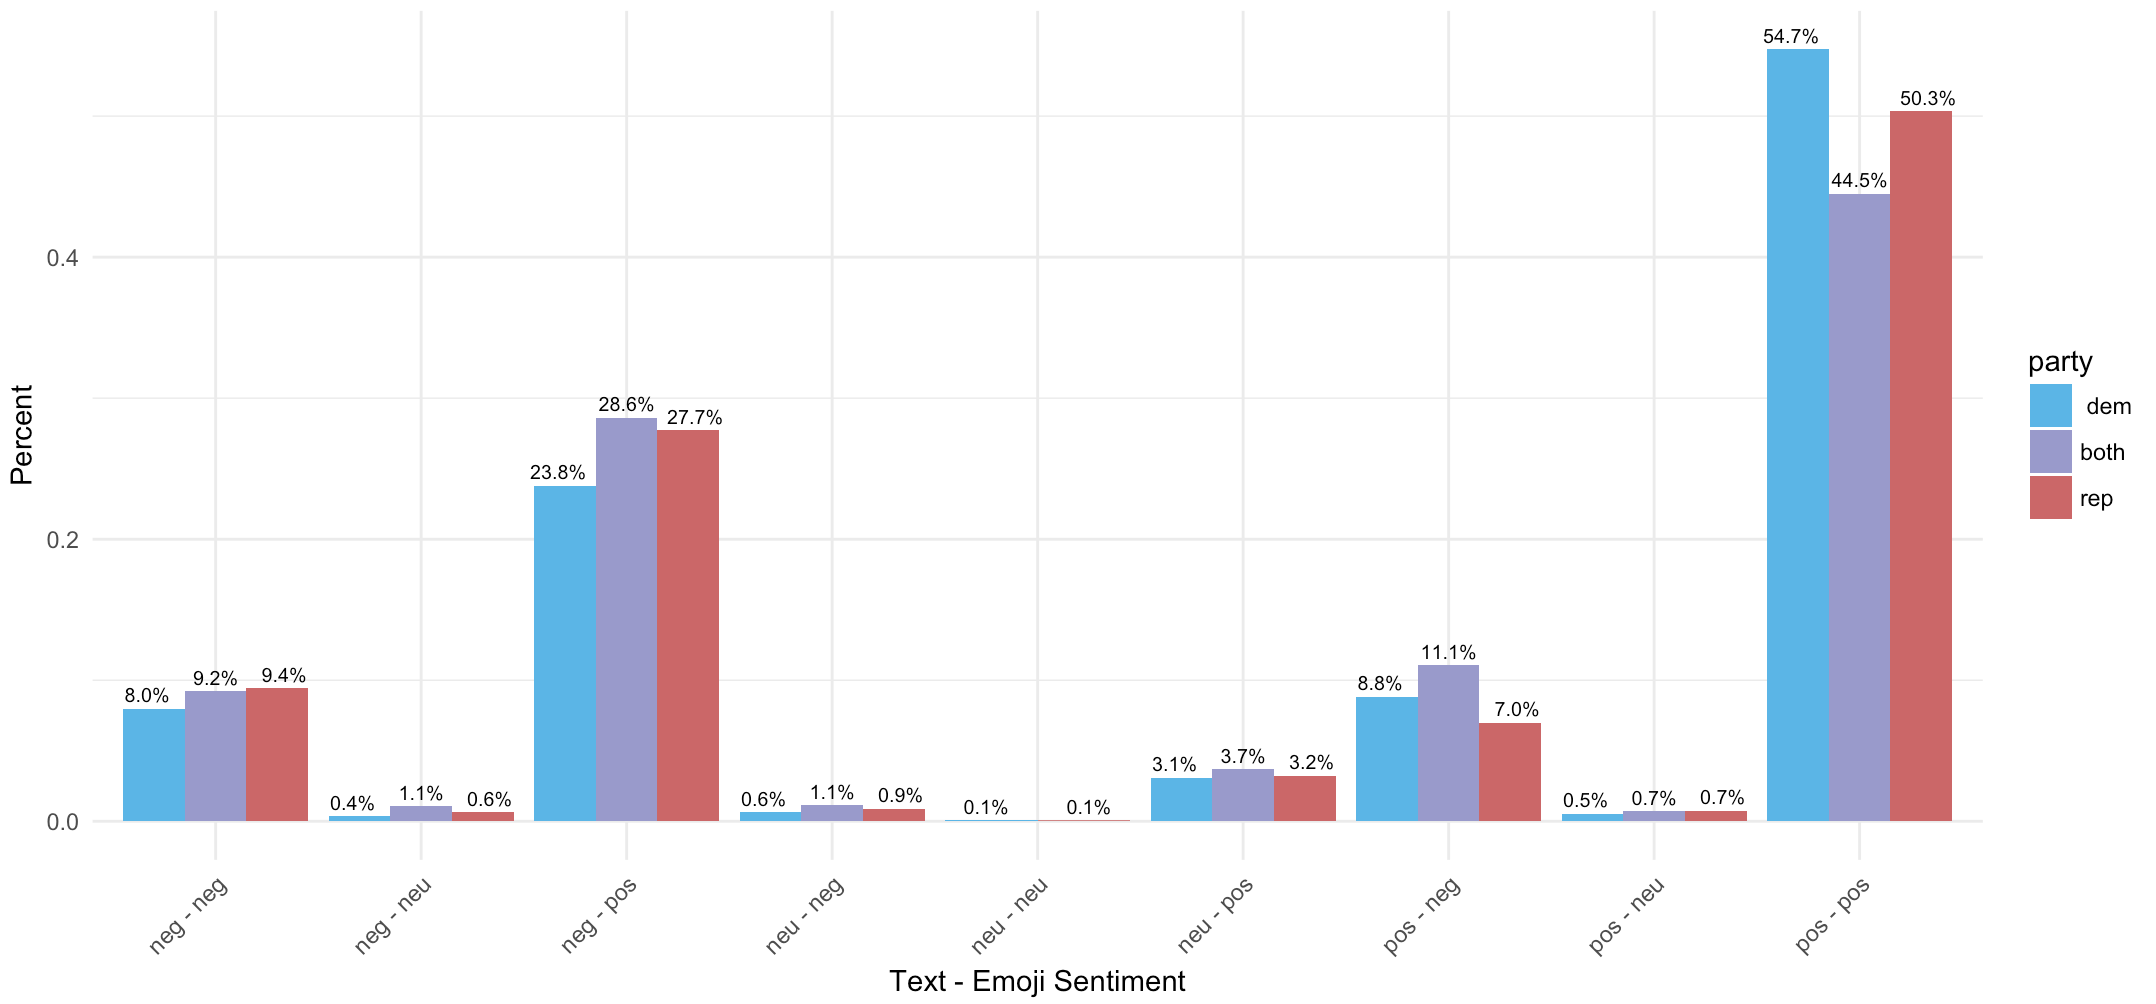 54.7%
50.3%
44.5%
0.4
28.6%
27.7%
23.8%
0.2
11.1%
9.4%
9.2%
8.8%
8.0%
7.0%
3.7%
3.2%
3.1%
1.1%
1.1%
0.9%
0.7%
0.7%
0.6%
0.6%
0.5%
0.4%
0.1%
0.1%
0.0
Percent
neg - neg
neg - neu
neg - pos
neu - neg
neu - neu
neu - pos
pos - neg
pos - neu
pos - pos
Text - Emoji Sentiment
party
dem
both
rep